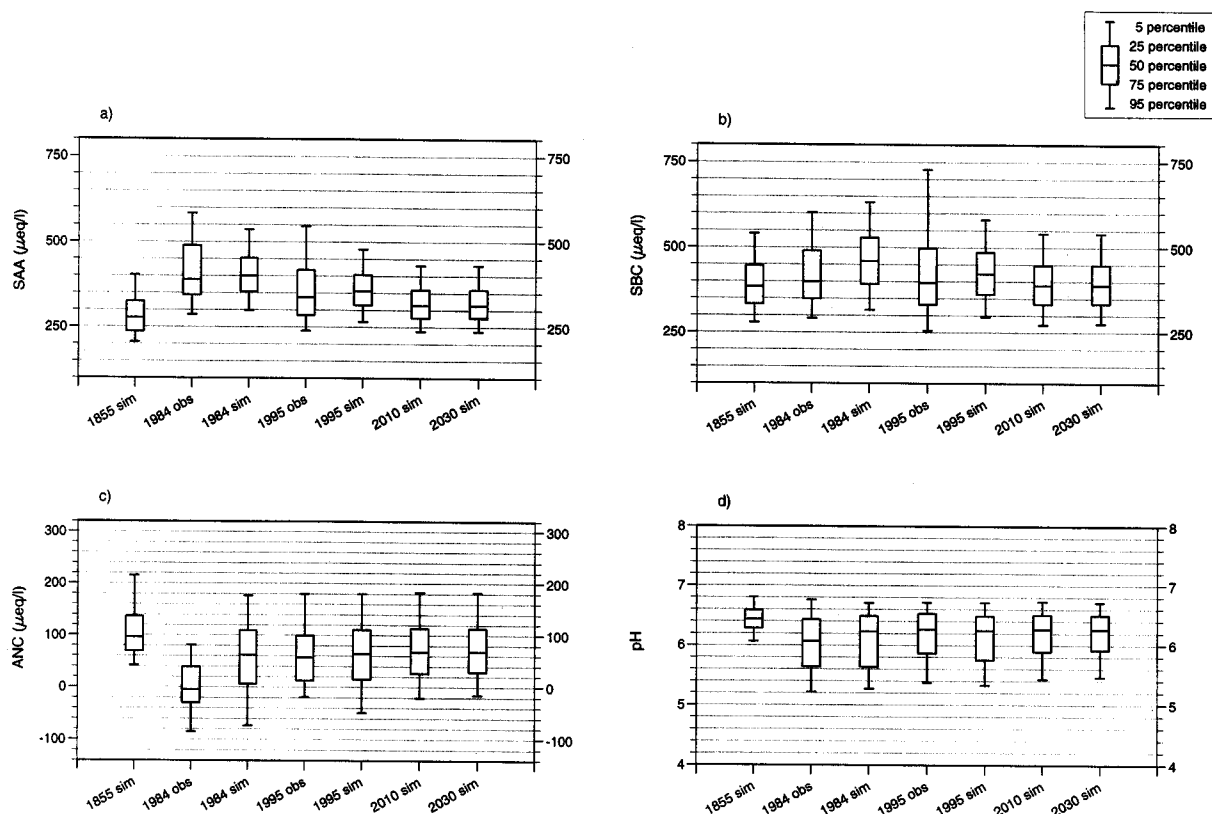 5 percentile
25 percentile
50 percentile
75 percentile
95 percentile
a)
750
500
250
SAA (µeq/l)
750
500
250
1855 sim
1984 obs
1984 sim
1995 obs
1995 sim
2010 sim
2030 sim
b)
750
500
250
SBC (µeq/l)
750
500
250
1855 sim
1984 obs
1984 sim
1995 obs
1995 sim
2010 sim
2030 sim
c)
300
200
100
0
-100
ANC (µeq/l)
300
200
100
0
-100
1855 sim
1984 obs
1984 sim
1995 obs
1995 sim
2010 sim
2030 sim
d)
8
7
6
5
4
pH
8
7
6
5
4
1855 sim
1984 obs
1984 sim
1995 obs
1995 sim
2010 sim
2030 sim